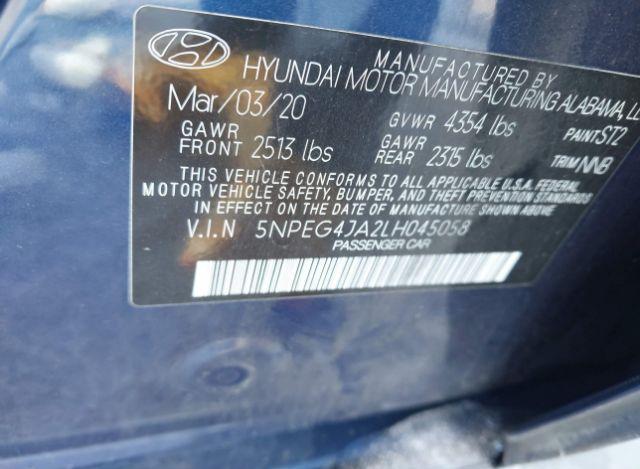 MANUFACTURED BY
HYUNDAI MOTOR MANUFACTURING ALABAMA, LL
Mar/03/20
GVWR 4354 lbs
PAINT ST2
GAWR FRONT 2513 lbs
GAWR REAR 2315 lbs
TRIM NNB
THIS VEHICLE CONFORMS TO ALL APPLICABLE U.S.A. FEDERAL
MOTOR VEHICLE SAFETY, BUMPER, AND THEFT PREVENTION STANDARDS
IN EFFECT ON THE DATE OF MANUFACTURE SHOWN ABOVE.
V.I.N 5NPEG4JA2LH045058
PASSENGER CAR